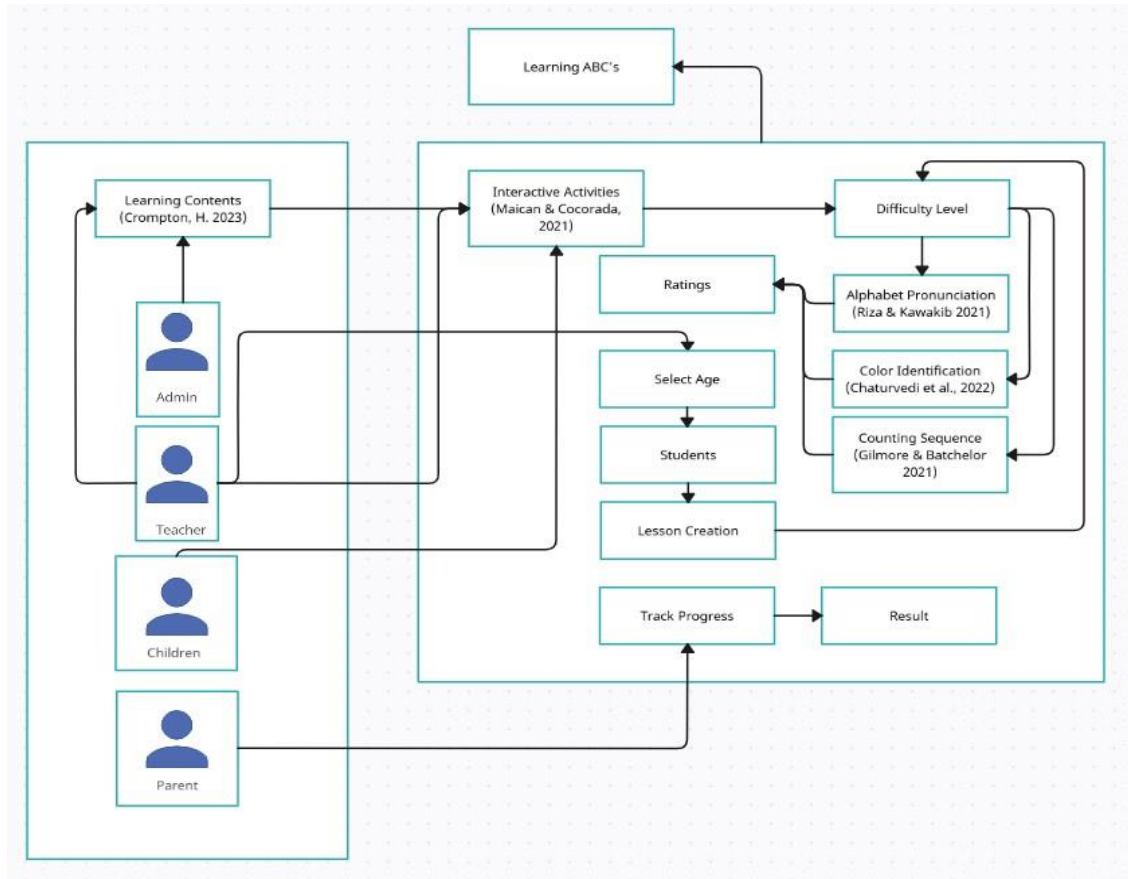 Learning ABC's
Learning Contents
(Crompton, H. 2023)
Admin
Teacher
Children
Parent
Interactive Activities
(Maican & Cocorada,
2021)
Difficulty Level
Ratings
Alphabet Pronunciation
(Riza & Kawakib 2021)
Select Age
Color Identification
(Chaturvedi et al., 2022)
Students
Counting Sequence
(Gilmore & Batchelor
2021)
Lesson Creation
Track Progress
Result